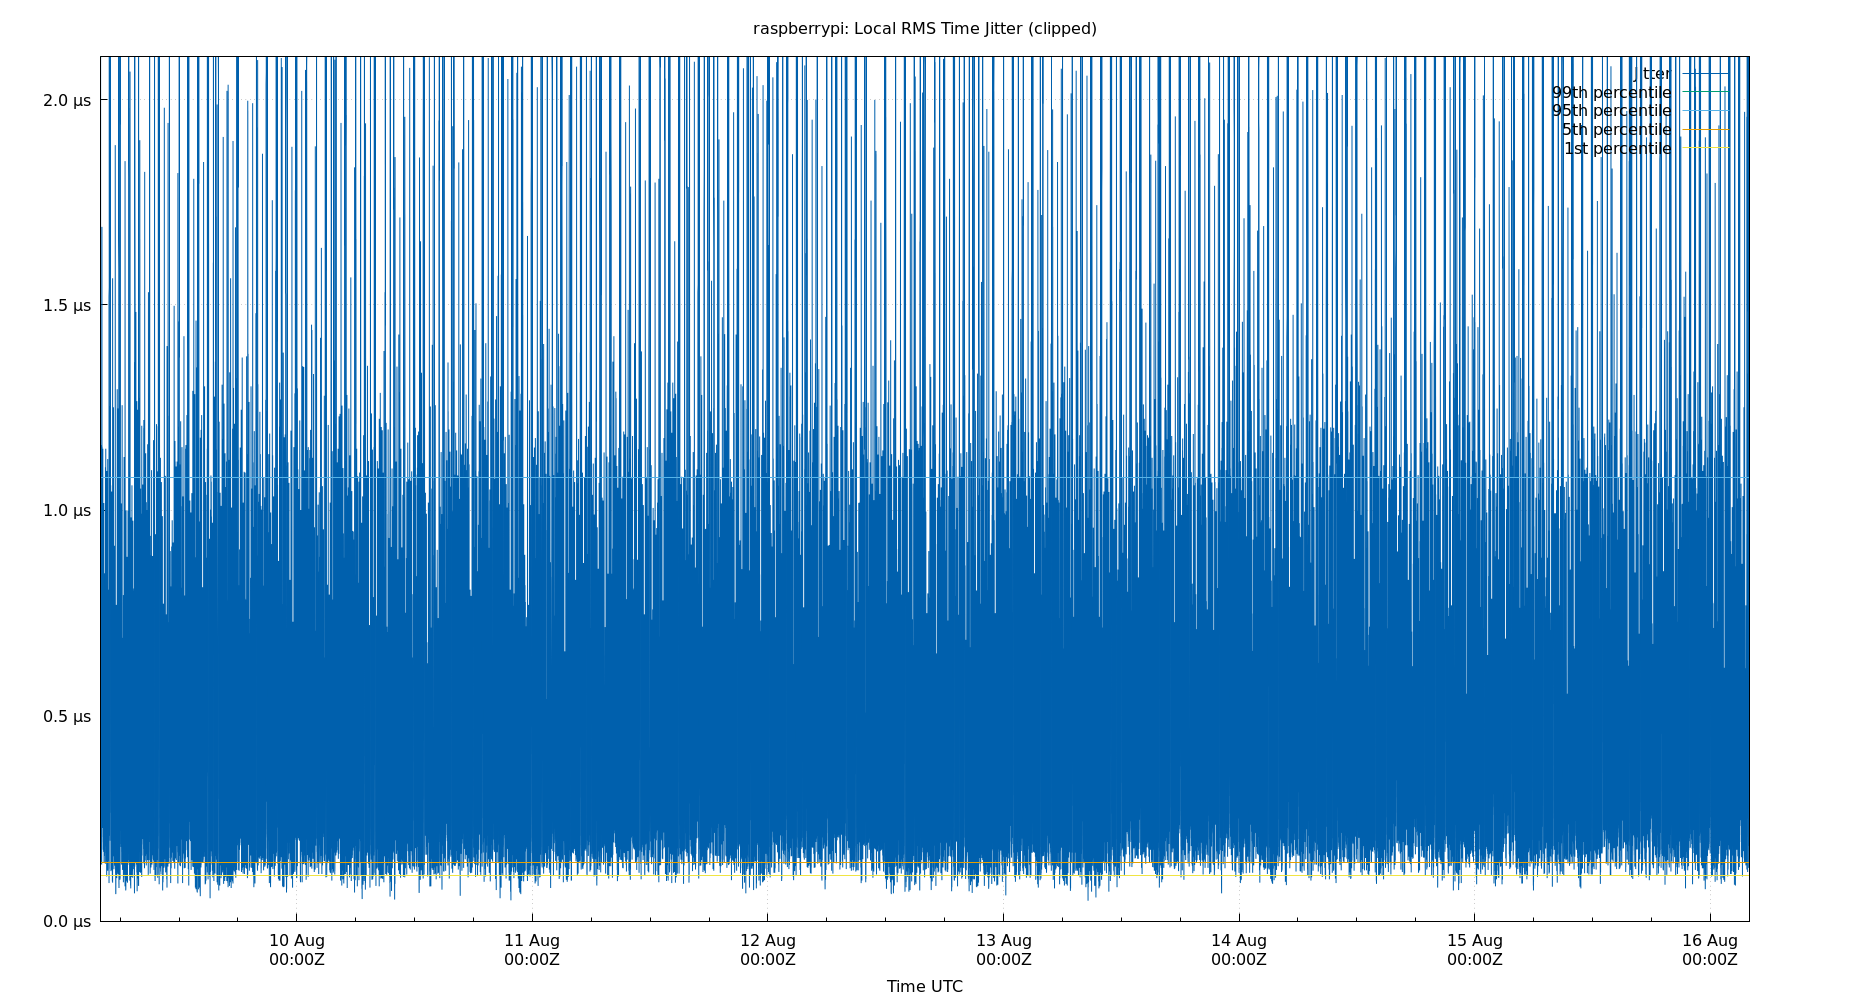 raspberrypi: Local RMS Time Jitter (clipped)
jitter
99th percentile
95th percentile
5th percentile
1st percentile
2.0 µs
1.5 µs
1.0 µs
0.5 µs
0.0 µs
10 Aug 11 Aug 12 Aug 13 Aug 14 Aug 15 Aug 16 Aug
00:00Z 00:00Z 00:00Z 00:00Z 00:00Z 00:00Z 00:00Z
Time UTC